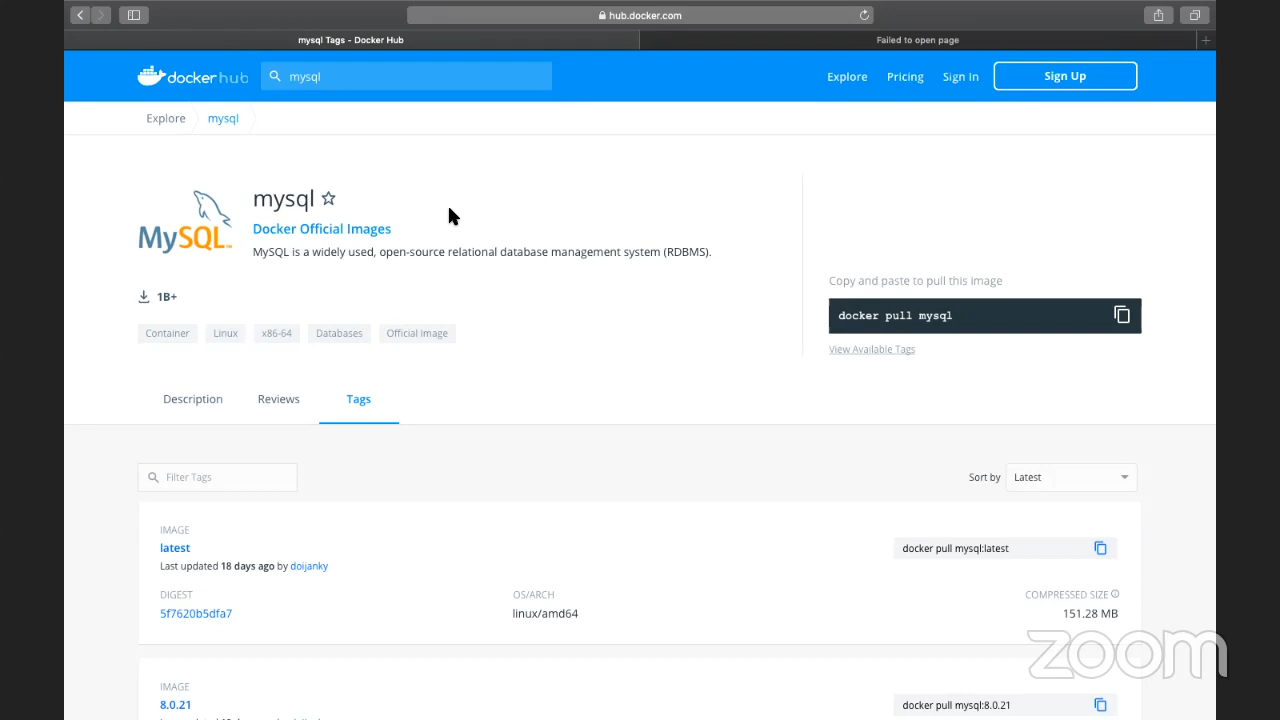 hub.docker.com
mysql Tags - Docker Hub
Failed to open page
docker hub
mysql
Explore
Pricing
Sign In
Sign Up
Explore
mysql
MySQL
mysql
Docker Official Images
MySQL is a widely used, open-source relational database management system (RDBMS).
1B+
Container
Linux
x86-64
Databases
Official Image
Copy and paste to pull this image
docker pull mysql
View Available Tags
Description
Reviews
Tags
Filter Tags
Sort by
Latest
IMAGE
latest
Last updated 18 days ago by doijanky
docker pull mysql:latest
DIGEST
OS/ARCH
COMPRESSED SIZE
5f7620b5dfa7
linux/amd64
151.28 MB
zoom
IMAGE
8.0.21
docker pull mysql:8.0.21